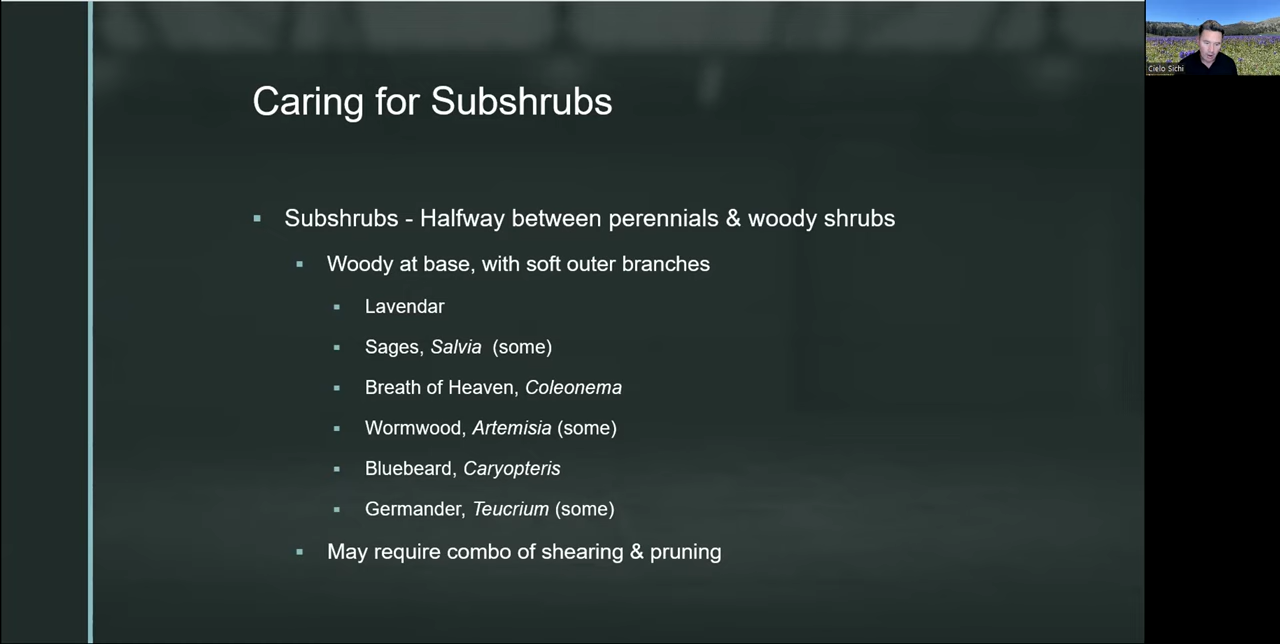 Caring for Subshrubs
Subshrubs - Halfway between perennials & woody shrubs
Woody at base, with soft outer branches
Lavendar
Sages, Salvia (some)
Breath of Heaven, Coleonema
Wormwood, Artemisia (some)
Bluebeard, Caryopteris
Germander, Teucrium (some)
May require combo of shearing & pruning
Cielo Sichi